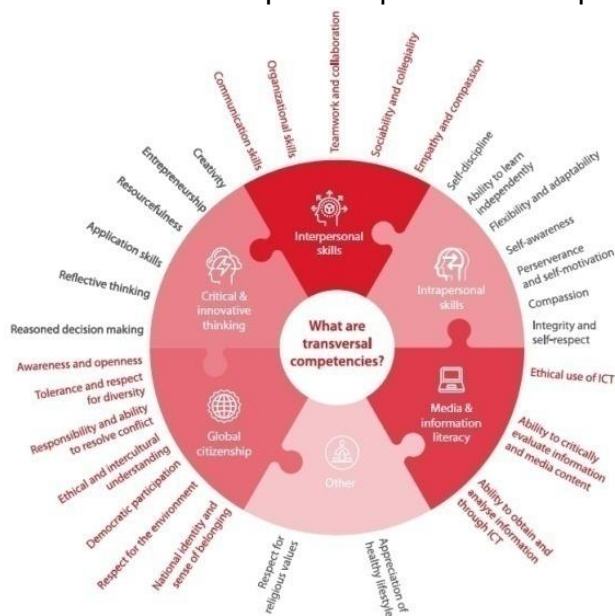 Communication skills
Organizational skills
Teamwork and collaboration
Sociability and collegiality
Empathy and compassion
Self-discipline
Ability to learn
independently
Flexibility and adaptability
Self-awareness
Perserverance
and self-motivation
Compassion
Integrity and
self-respect
Ethical use of ICT
Ability to critically
evaluate information
and media content
Ability to obtain and
analyse information
through ICT
Appreciation of
healthy lifestyle
Respect for
religious values
National identity and
sense of belonging
Respect for the environment
Democratic participation
Ethical and intercultural
understanding
Responsibility and ability
to resolve conflict
Tolerance and respect
for diversity
Awareness and openness
Reasoned decision making
Reflective thinking
Application skills
Resourcefulness
Entrepreneurship
Creativity
Interpersonal
skills
Intrapersonal
skills
Media &
information
literacy
Other
Global
citizenship
Critical &
innovative
thinking
What are
transversal
competencies?